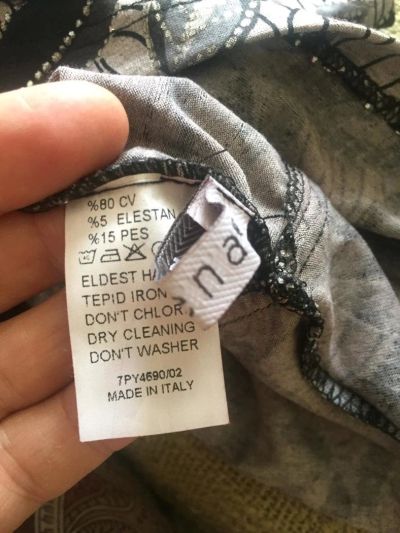 %80 CV
%5 ELESTAN
%15 PES
ELDEST
TEPID IRON
DON'T CHLOR
DRY CLEANING
DON'T WASHER
7PY4690/02
MADE IN ITALY